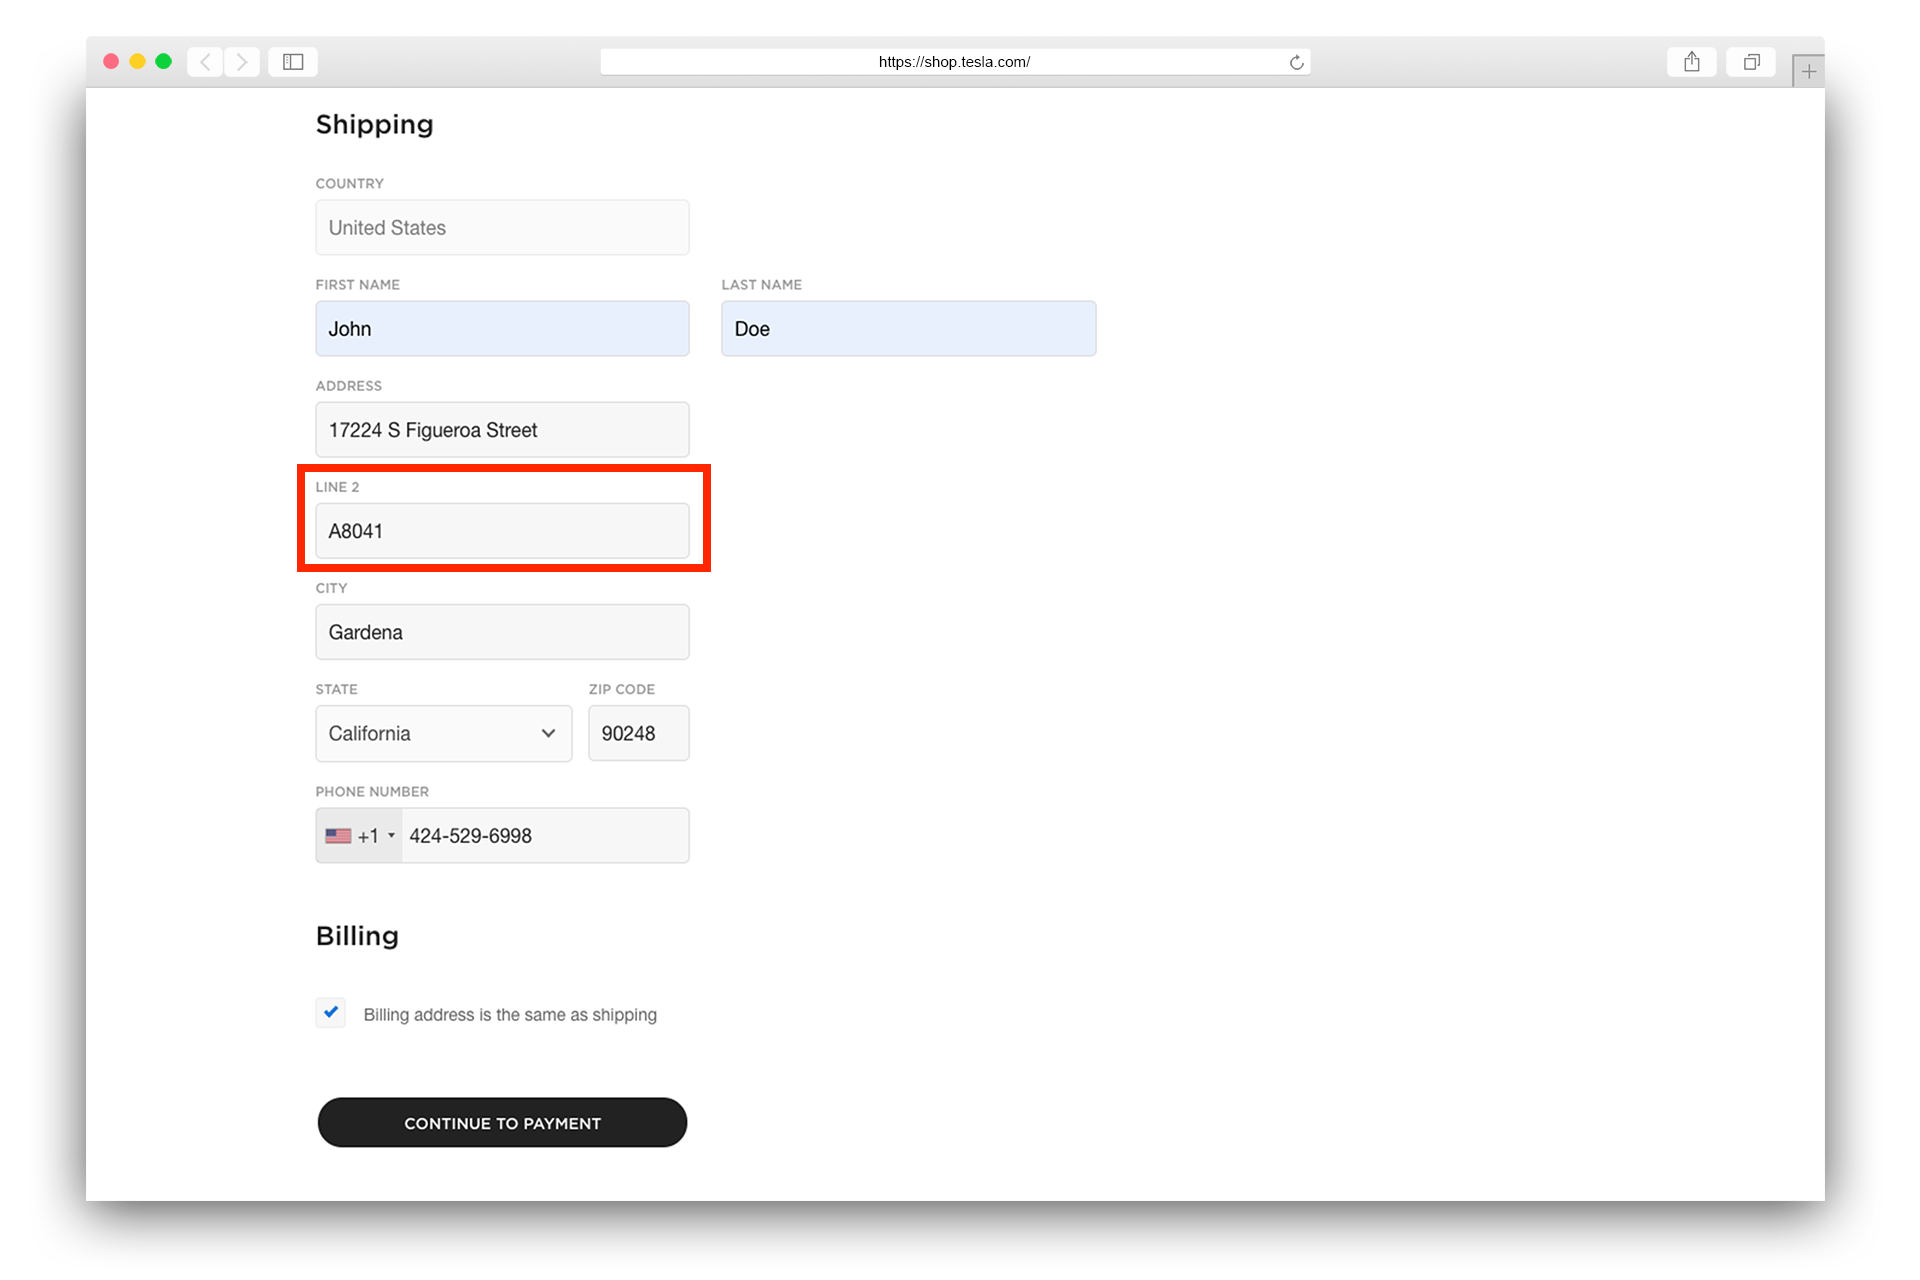 https://shop.tesla.com/
Shipping
COUNTRY
United States
FIRST NAME
LAST NAME
John
Doe
ADDRESS
17224 S Figueroa Street
LINE 2
A8041
CITY
Gardena
STATE
ZIP CODE
California
90248
PHONE NUMBER
+1 424-529-6998
Billing
Billing address is the same as shipping
CONTINUE TO PAYMENT